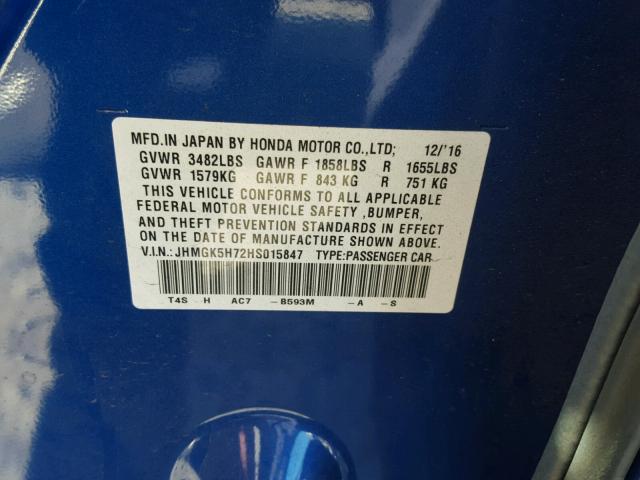 MFD.IN JAPAN BY HONDA MOTOR CO.,LTD; 12/'16
GVWR 3482LBS GAWR F 1858LBS R 1655LBS
GVWR 1579KG GAWR F 843 KG R 751 KG
THIS VEHICLE CONFORMS TO ALL APPLICABLE
FEDERAL MOTOR VEHICLE SAFETY ,BUMPER,
AND THEFT PREVENTION STANDARDS IN EFFECT
ON THE DATE OF MANUFACTURE SHOWN ABOVE.
V.I.N.: JHMGK5H72HS015847 TYPE:PASSENGER CAR
T4S H AC7 -B593M -A -S